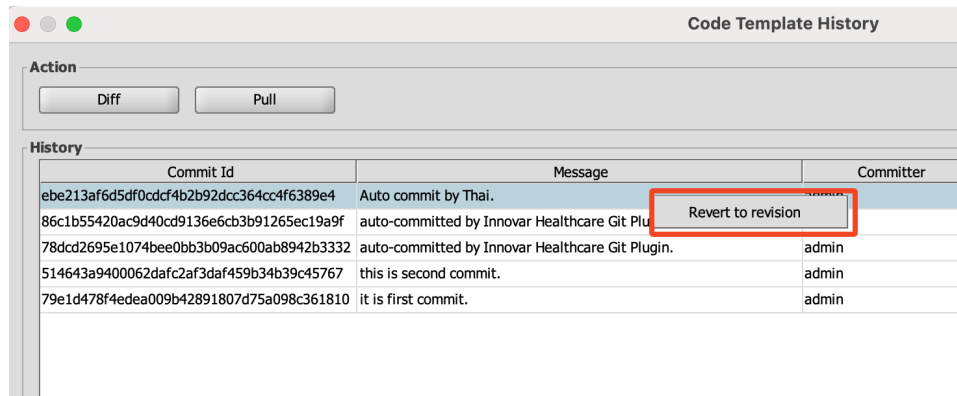 Code Template History
Action
Diff Pull
History
Commit Id Message Committer
ebe213af6d5df0cdcf4b2b92dcc364cc4f6389e4 Auto commit by Thai. admin
Revert to revision
86c1b55420ac9d40cd9136e6cb3b91265ec19a9f auto-committed by Innovar Healthcare Git Plu
78dcd2695e1074bee0bb3b09ac600ab8942b3332 auto-committed by Innovar Healthcare Git Plugin. admin
514643a9400062dafc2af3daf459b34b39c45767 this is second commit. admin
79e1d478f4edea009b42891807d75a098c361810 it is first commit. admin